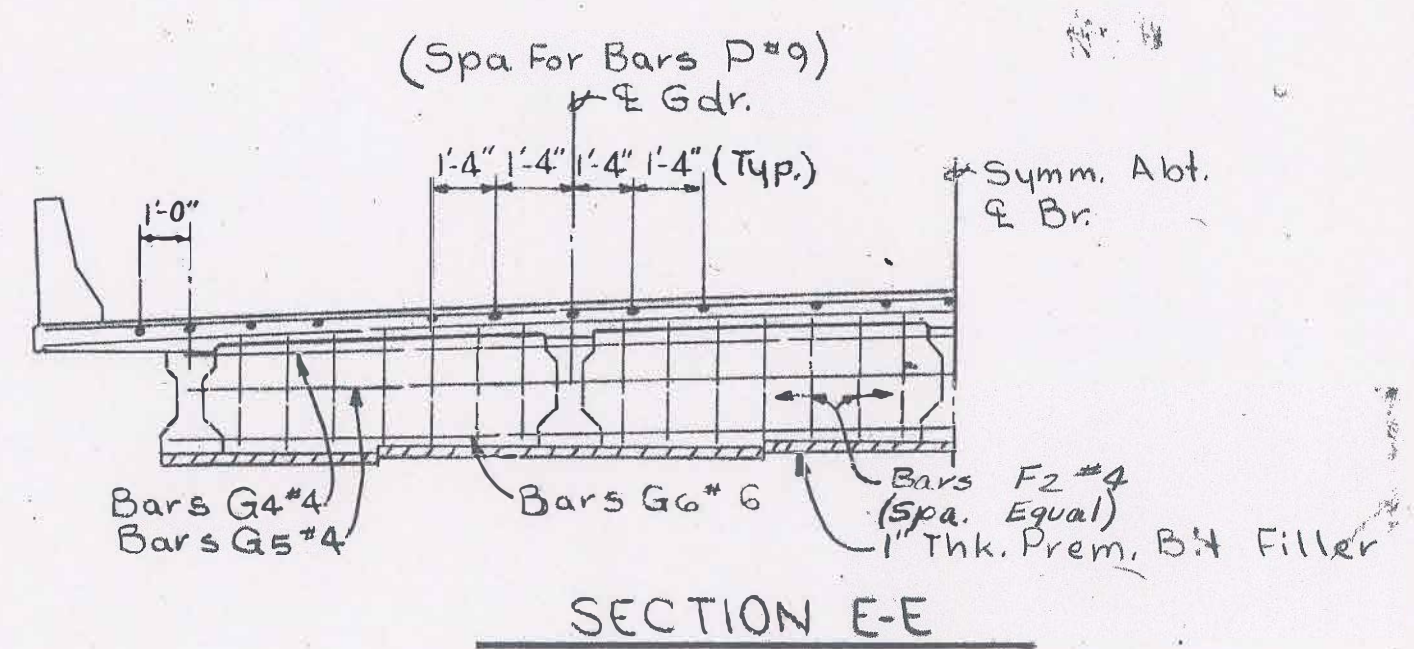 (Spa For Bars P#9)
℄ Gdr.
1'-4" 1'-4" 1'-4" 1'-4" (Typ.)
1'-0"
Symm. Abt.
℄ Br.
Bars G4#4
Bars G5#4
Bars G6#6
Bars F2#4
(Spa. Equal)
1" Thk. Prem. Bit Filler
SECTION E-E